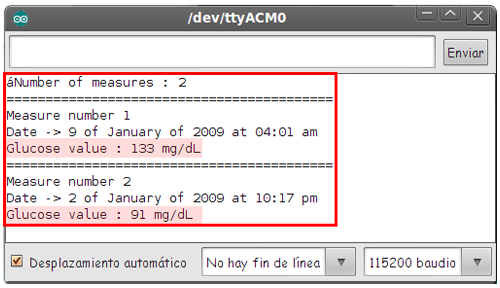 /dev/ttyACM0
Enviar
áNumber of measures : 2
==========================================
Measure number 1
Date -> 9 of January of 2009 at 04:01 am
Glucose value : 133 mg/dL
==========================================
Measure number 2
Date -> 2 of January of 2009 at 10:17 pm
Glucose value : 91 mg/dL
Desplazamiento automático
No hay fin de línea
115200 baudio